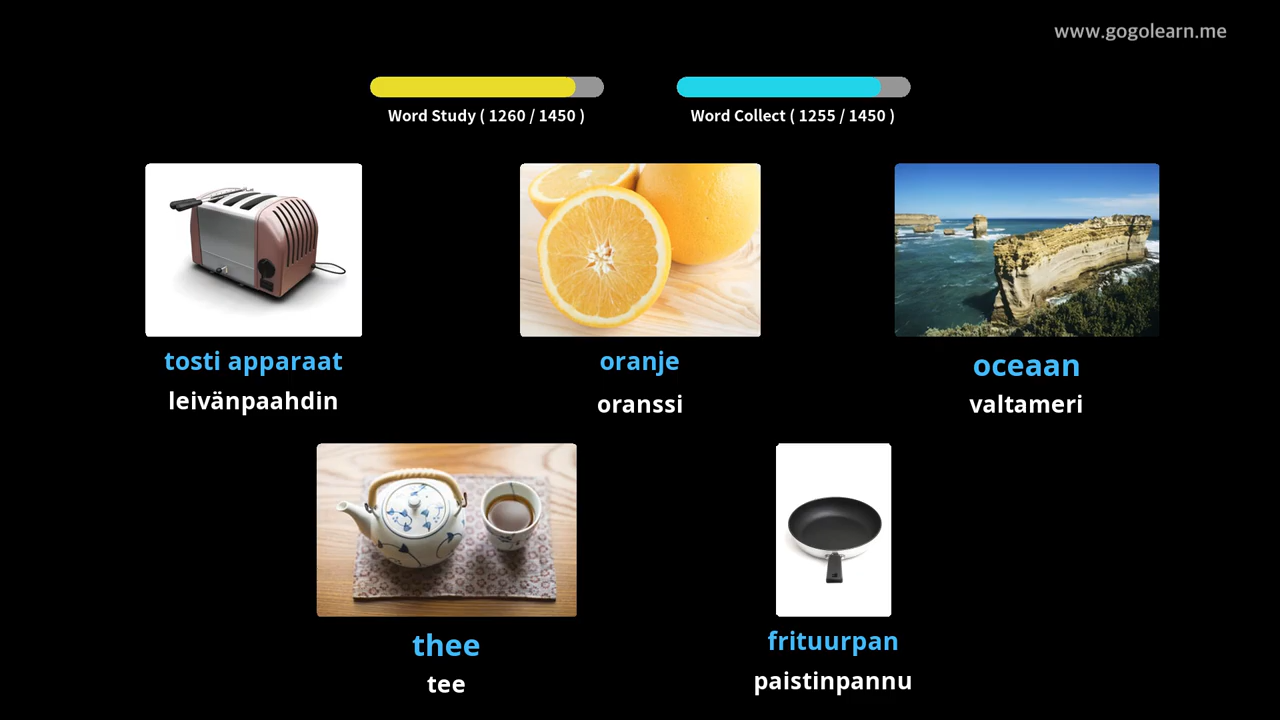 www.gogolearn.me
Word Study ( 1260 / 1450 )
Word Collect ( 1255 / 1450 )
tosti apparaat
leivänpaahdin
oranje
oranssi
oceaan
valtameri
thee
tee
frituurpan
paistinpannu